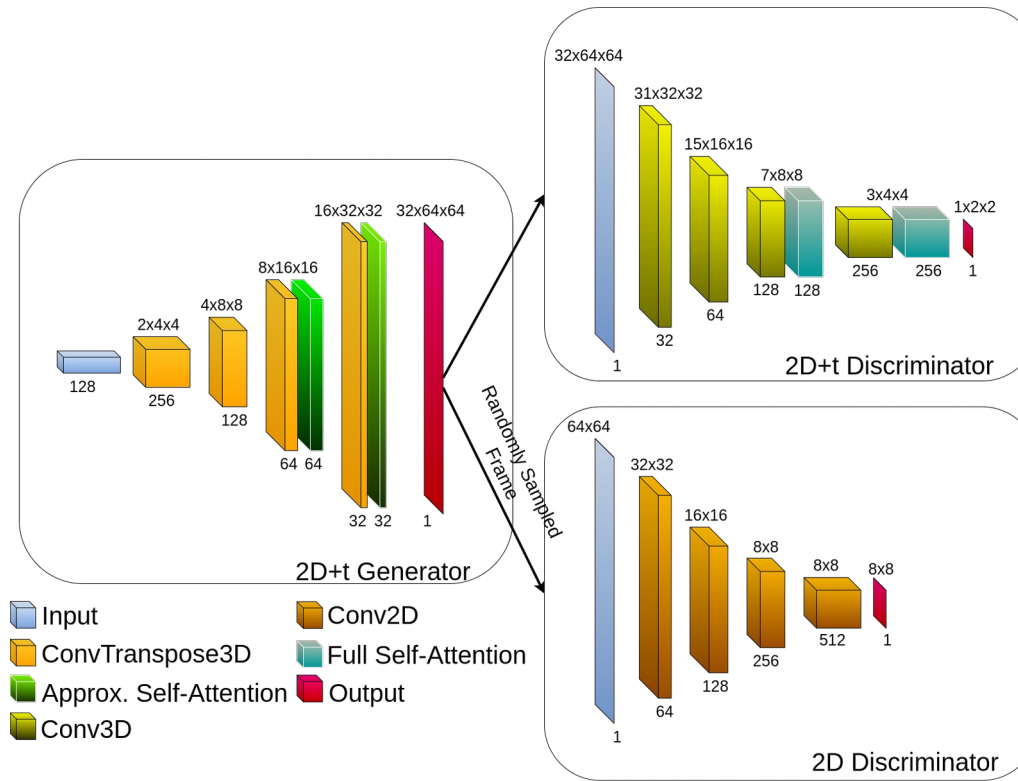 128
2x4x4
256
4x8x8
128
8x16x16
64 64
16x32x32
32 32
32x64x64
1
2D+t Generator
Randomly Sampled
Frame
32x64x64
1
31x32x32
32
15x16x16
64
7x8x8
128 128
3x4x4
256 256
1x2x2
1
2D+t Discriminator
64x64
1
32x32
64
16x16
128
8x8
256
8x8
512
8x8
1
2D Discriminator
Input
ConvTranspose3D
Approx. Self-Attention
Conv3D
Conv2D
Full Self-Attention
Output